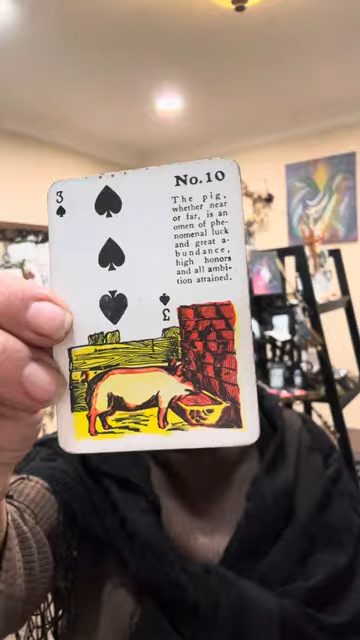 3
No. 10
The pig,
whether near
or far, is an
omen of phe-
nomenal luck
and great a-
bundance,
high honors
and all ambi-
tion attained.
3